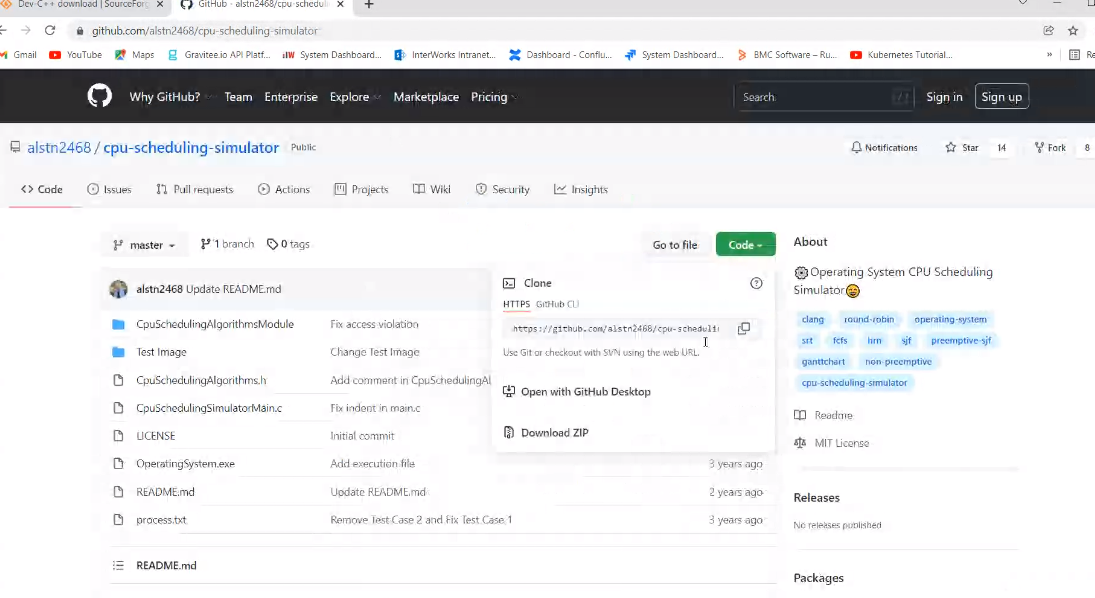 Dev-C++ download | SourceFor
GitHub - alstn2468/cpu-schedulin
github.com/alstn2468/cpu-scheduling-simulator
Gmail
YouTube
Maps
Gravitee.io API Platf...
System Dashboard...
InterWorks Intranet...
Dashboard - Conflu...
System Dashboard...
BMC Software – Ru...
Kubernetes Tutorial...
»
Why GitHub?
Team
Enterprise
Explore
Marketplace
Pricing
Search
/
Sign in
Sign up
alstn2468 / cpu-scheduling-simulator
Public
Notifications
Star
14
Fork
8
<> Code
Issues
Pull requests
Actions
Projects
Wiki
Security
Insights
master
1 branch
0 tags
Go to file
Code
alstn2468 Update README.md
CpuSchedulingAlgorithmsModule
Fix access violation
Test Image
Change Test Image
CpuSchedulingAlgorithms.h
Add comment in CpuSchedulingAl
CpuSchedulingSimulatorMain.c
Fix indent in main.c
LICENSE
Initial commit
OperatingSystem.exe
Add execution file
3 years ago
README.md
Update README.md
2 years ago
process.txt
Remove Test Case 2 and Fix Test Case 1
3 years ago
README.md
Clone
HTTPS
GitHub CLI
https://github.com/alstn2468/cpu-scheduli
Use Git or checkout with SVN using the web URL.
Open with GitHub Desktop
Download ZIP
About
Operating System CPU Scheduling
Simulator
clang
round-robin
operating-system
srt
fcfs
hrn
sjf
preemptive-sjf
ganttchart
non-preemptive
cpu-scheduling-simulator
Readme
MIT License
Releases
No releases published
Packages